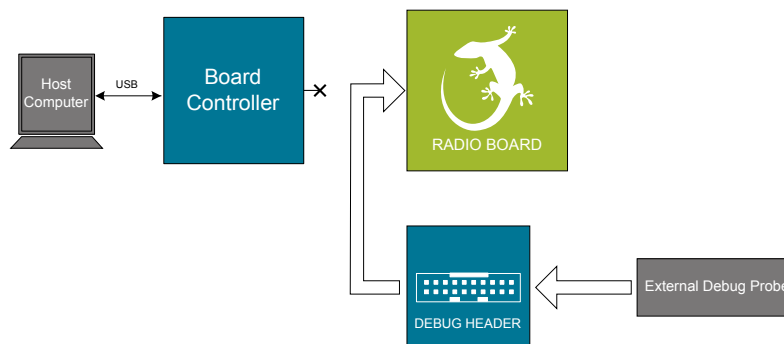 Host
Computer
USB
Board
Controller
RADIO BOARD
DEBUG HEADER
External Debug Probe